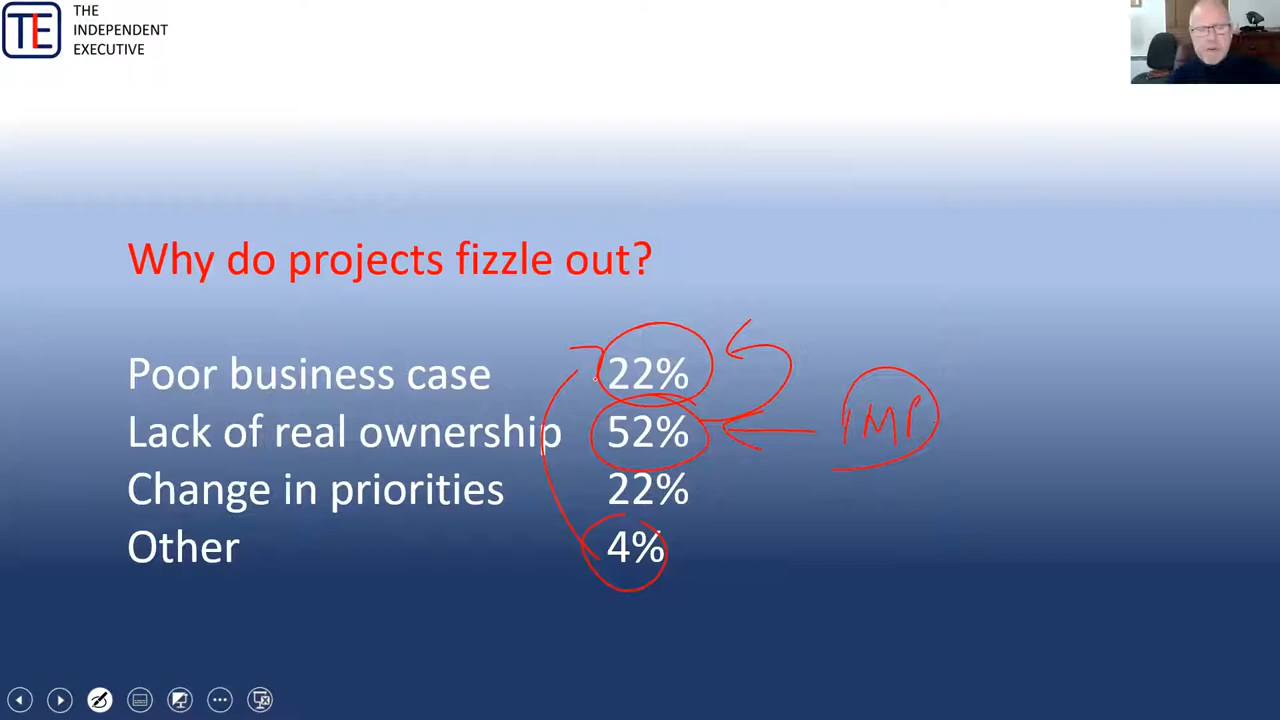 TE
THE
INDEPENDENT
EXECUTIVE
Why do projects fizzle out?
Poor business case 22%
Lack of real ownership 52%
Change in priorities 22%
Other 4%
IMP